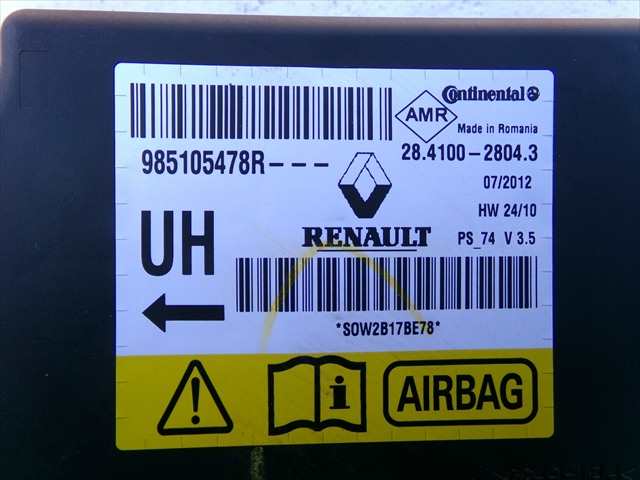 Continental
AMR
Made in Romania
985105478R---
28.4100-2804.3
07/2012
UH
HW 24/10
RENAULT
PS_74 V 3.5
*S0W2B17BE78*
AIRBAG